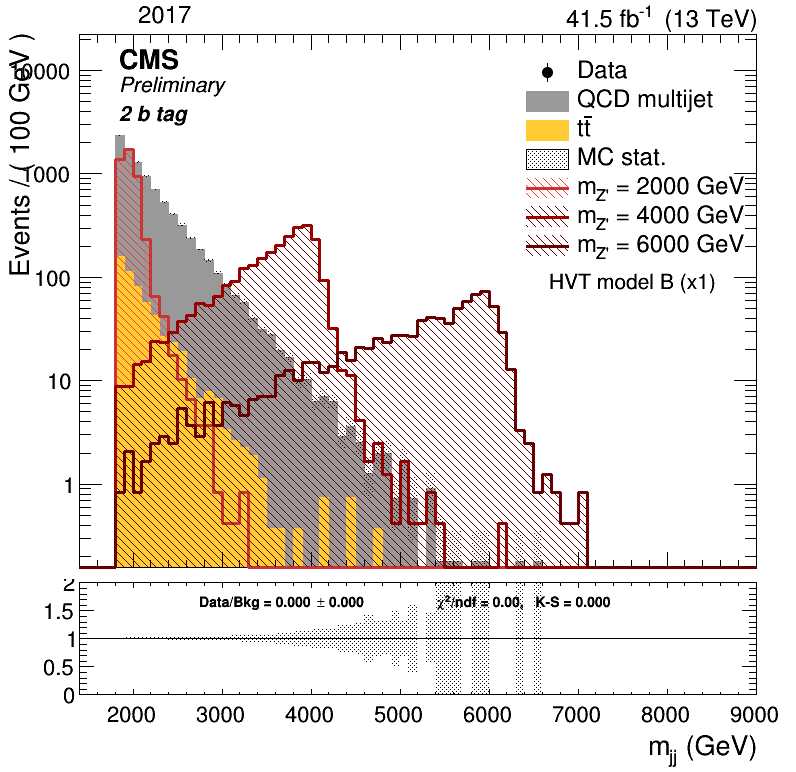 2017
41.5 fb⁻¹ (13 TeV)
CMS
Preliminary
2 b tag
Data
QCD multijet
tt̄
MC stat.
m_Z' = 2000 GeV
m_Z' = 4000 GeV
m_Z' = 6000 GeV
HVT model B (x1)
Events / ( 100 GeV )
10000
1000
100
10
1
Data/Bkg = 0.000 ± 0.000
χ²/ndf = 0.00, K-S = 0.000
2
1.5
1
0.5
0
2000 3000 4000 5000 6000 7000 8000 9000
m_jj (GeV)